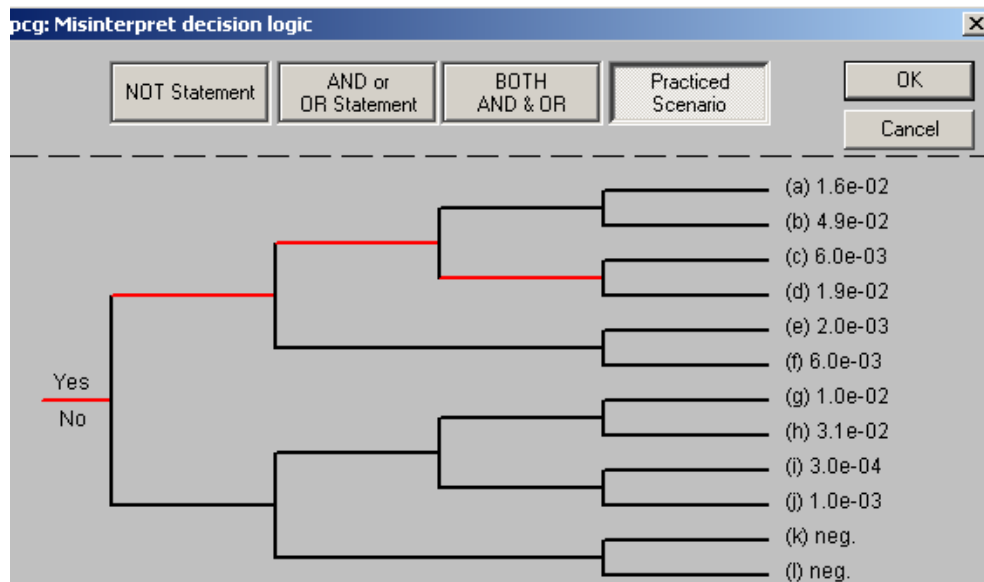 pcg: Misinterpret decision logic
NOT Statement
AND or
OR Statement
BOTH
AND & OR
Practiced
Scenario
OK
Cancel
(a) 1.6e-02
(b) 4.9e-02
(c) 6.0e-03
(d) 1.9e-02
(e) 2.0e-03
(f) 6.0e-03
Yes
No
(g) 1.0e-02
(h) 3.1e-02
(i) 3.0e-04
(j) 1.0e-03
(k) neg.
(l) neg.